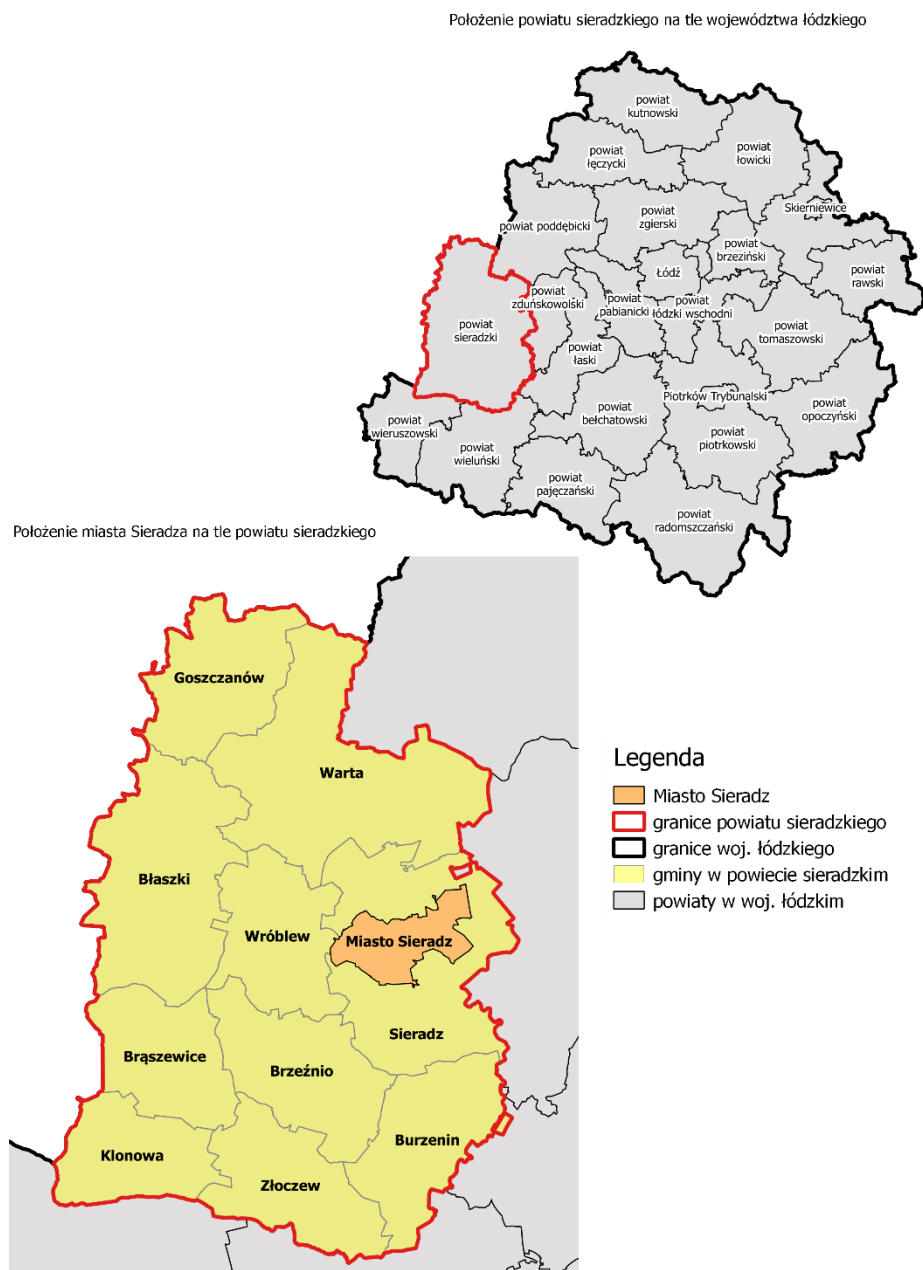 Położenie powiatu sieradzkiego na tle województwa łódzkiego
powiat
kutnowski
powiat
łowicki
powiat
łęczycki
Skierniewice
powiat poddębicki
powiat
zgierski
powiat
brzeziński
powiat
rawski
Łódź
powiat
zduńskowolski
powiat
pabianicki
powiat
łódzki wschodni
powiat
sieradzki
powiat
tomaszowski
powiat
łaski
Piotrków Trybunalski
powiat
opoczyński
powiat
bełchatowski
powiat
piotrkowski
powiat
wieruszowski
powiat
wieluński
powiat
pajęczański
powiat
radomszczański
Położenie miasta Sieradza na tle powiatu sieradzkiego
Goszczanów
Warta
Błaszki
Wróblew
Miasto Sieradz
Sieradz
Brąszewice
Brzeźnio
Burzenin
Klonowa
Złoczew
Legenda
Miasto Sieradz
granice powiatu sieradzkiego
granice woj. łódzkiego
gminy w powiecie sieradzkim
powiaty w woj. łódzkim